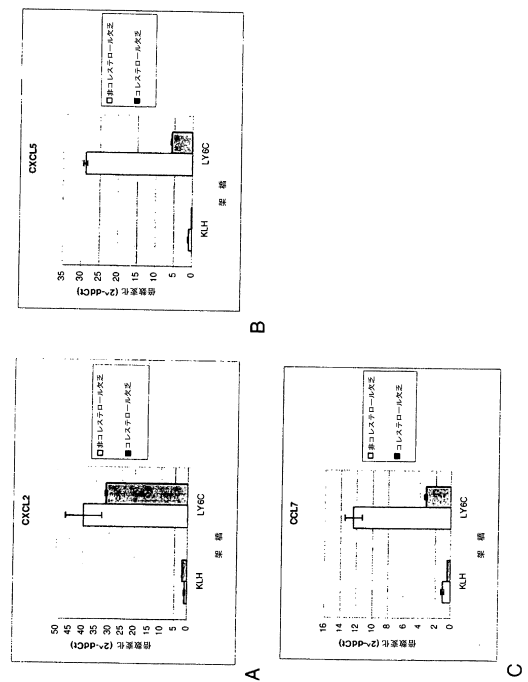 CXCL2
倍数変化 (2^-ddCt)
50
45
40
35
30
25
20
15
10
5
0
KLH
LY6C
架橋
□非コレステロール欠乏
■コレステロール欠乏
A
CXCL5
倍数変化 (2^-ddCt)
35
30
25
20
15
10
5
0
KLH
LY6C
架橋
□非コレステロール欠乏
■コレステロール欠乏
B
CCL7
倍数変化 (2^-ddCt)
16
14
12
10
8
6
4
2
0
KLH
LY6C
架橋
□非コレステロール欠乏
■コレステロール欠乏
C